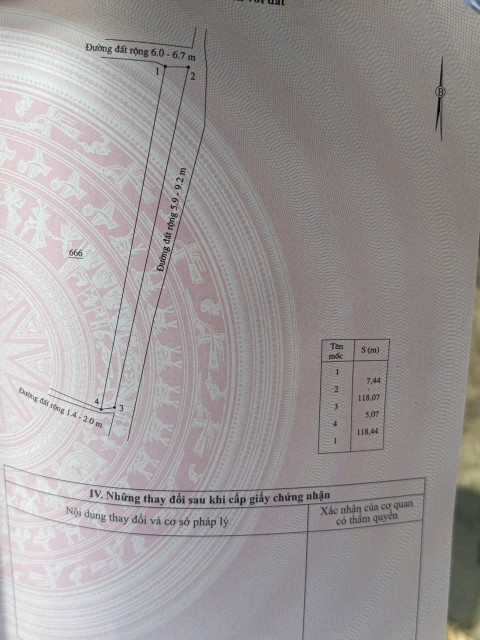 với đất
Đường đất rộng 6.0 - 6.7 m
1
2
B
Đường đất rộng 5.9 - 9.2 m
666
4
3
Đường đất rộng 1.4 - 2.0 m
Tên mốc S (m)
1
7,44
2
118,07
3
5,07
4
118,44
1
IV. Những thay đổi sau khi cấp giấy chứng nhận
Nội dung thay đổi và cơ sở pháp lý
Xác nhận của cơ quan
có thẩm quyền